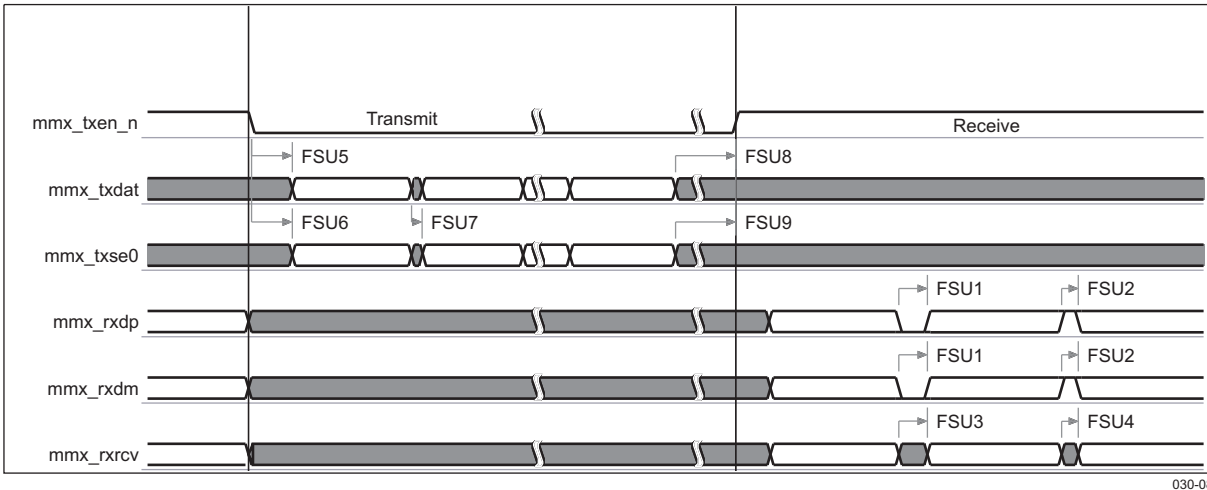 mmx_txen_n
Transmit
Receive
FSU5
FSU8
mmx_txdat
FSU6
FSU7
FSU9
mmx_txse0
FSU1
FSU2
mmx_rxdp
FSU1
FSU2
mmx_rxdm
FSU3
FSU4
mmx_rxrcv